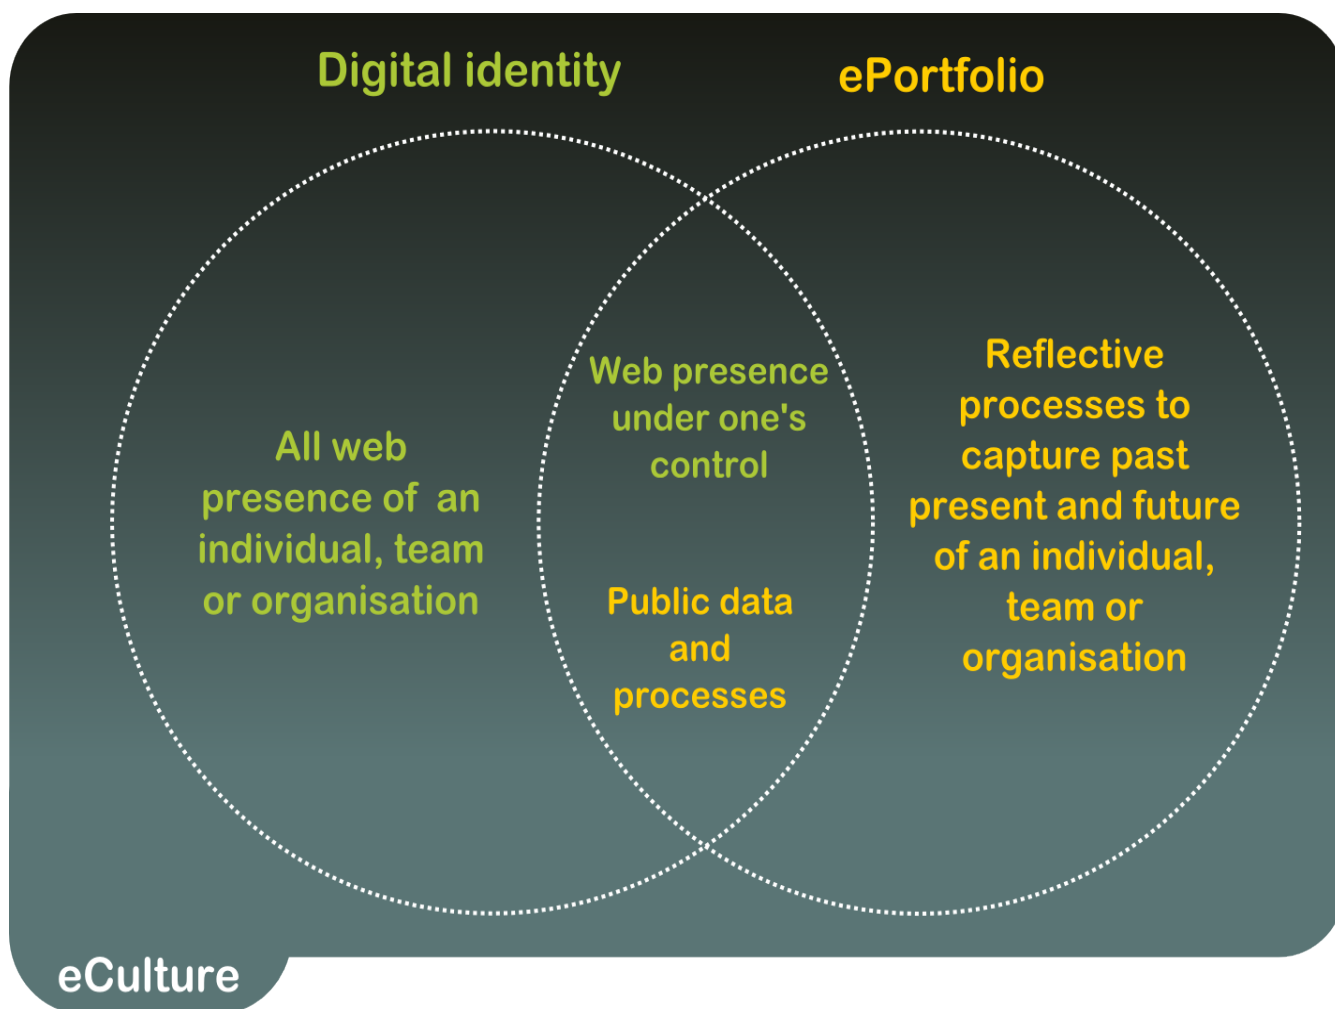 Digital identity
ePortfolio
All web
presence of an
individual, team
or organisation
Web presence
under one's
control
Public data
and
processes
Reflective
processes to
capture past
present and future
of an individual,
team or
organisation
eCulture